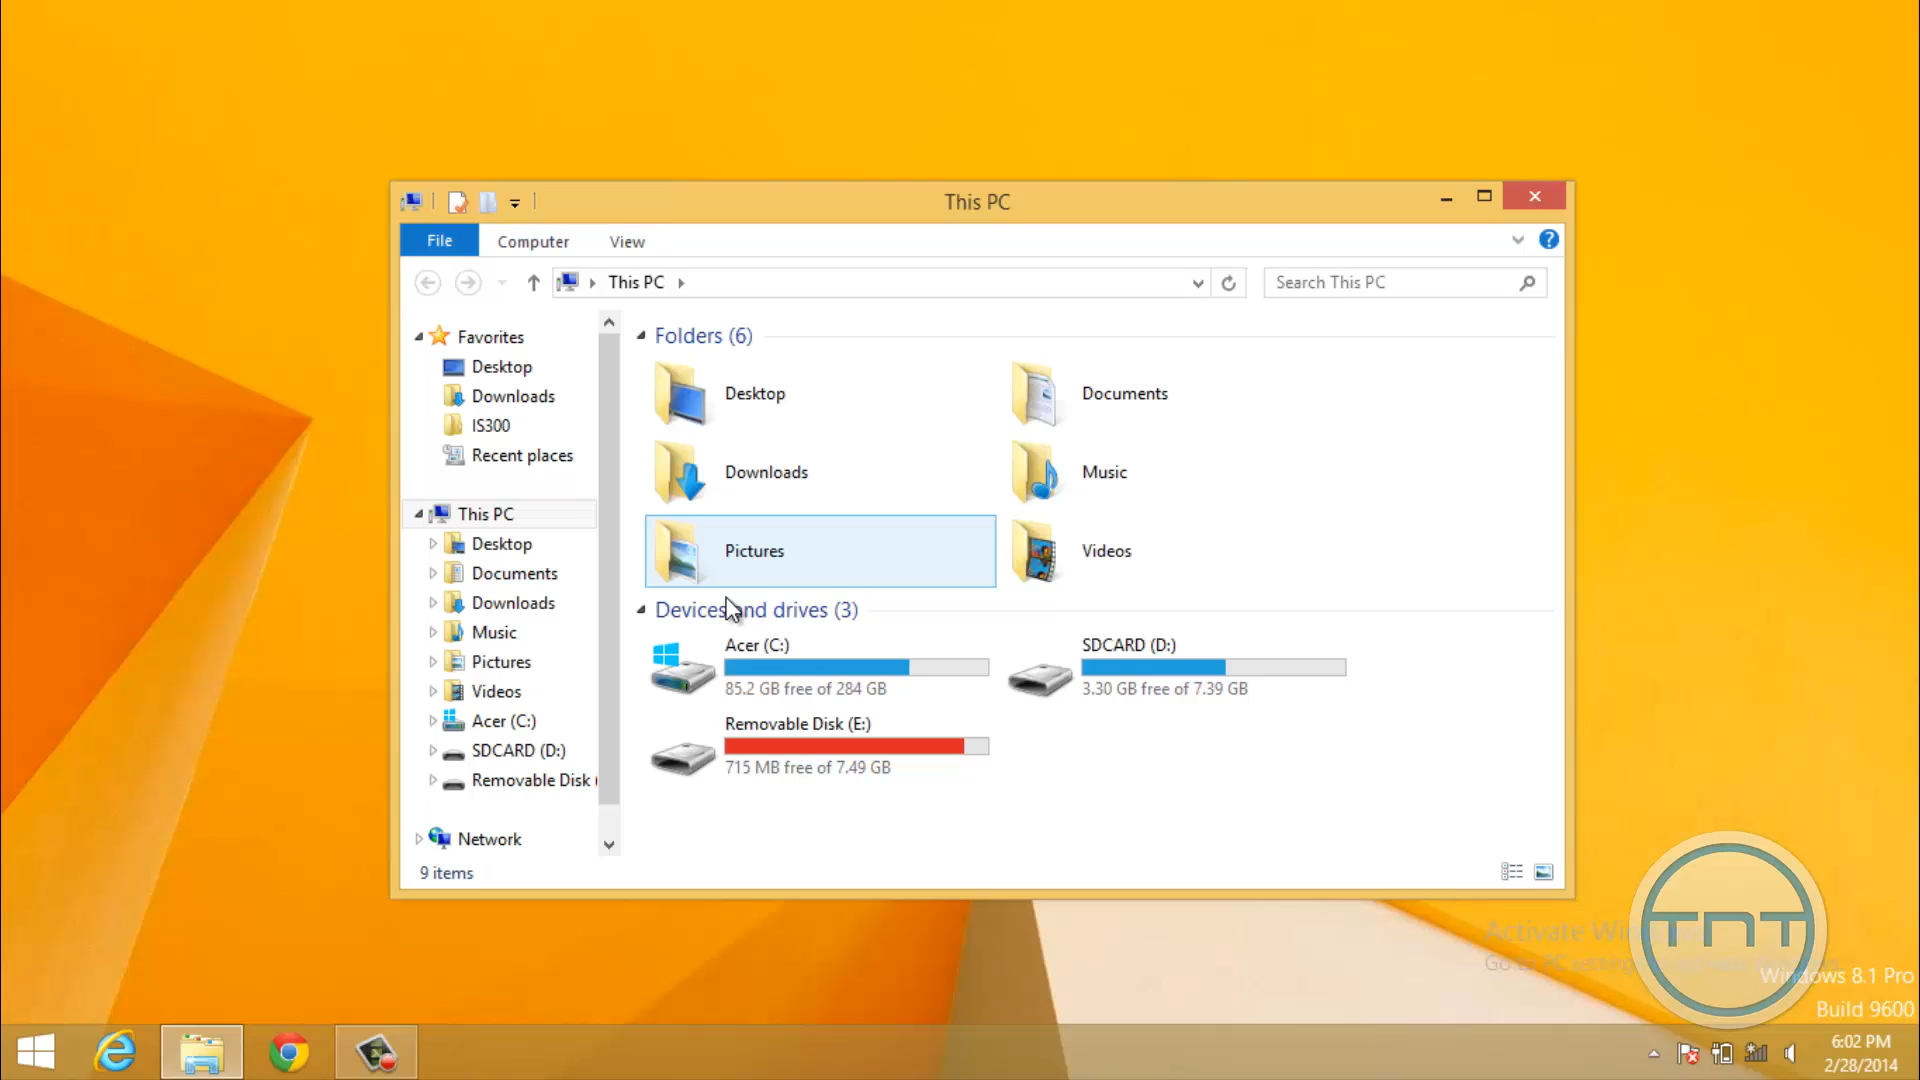 This PC
File
Computer
View
This PC
Search This PC
Favorites
Desktop
Downloads
IS300
Recent places
This PC
Desktop
Documents
Downloads
Music
Pictures
Videos
Acer (C:)
SDCARD (D:)
Removable Disk (
Network
Folders (6)
Desktop
Documents
Downloads
Music
Pictures
Videos
Devices and drives (3)
Acer (C:)
85.2 GB free of 284 GB
SDCARD (D:)
3.30 GB free of 7.39 GB
Removable Disk (E:)
715 MB free of 7.49 GB
9 items
Activate
TNT
Windows 8.1 Pro
Build 9600
6:02 PM
2/28/2014